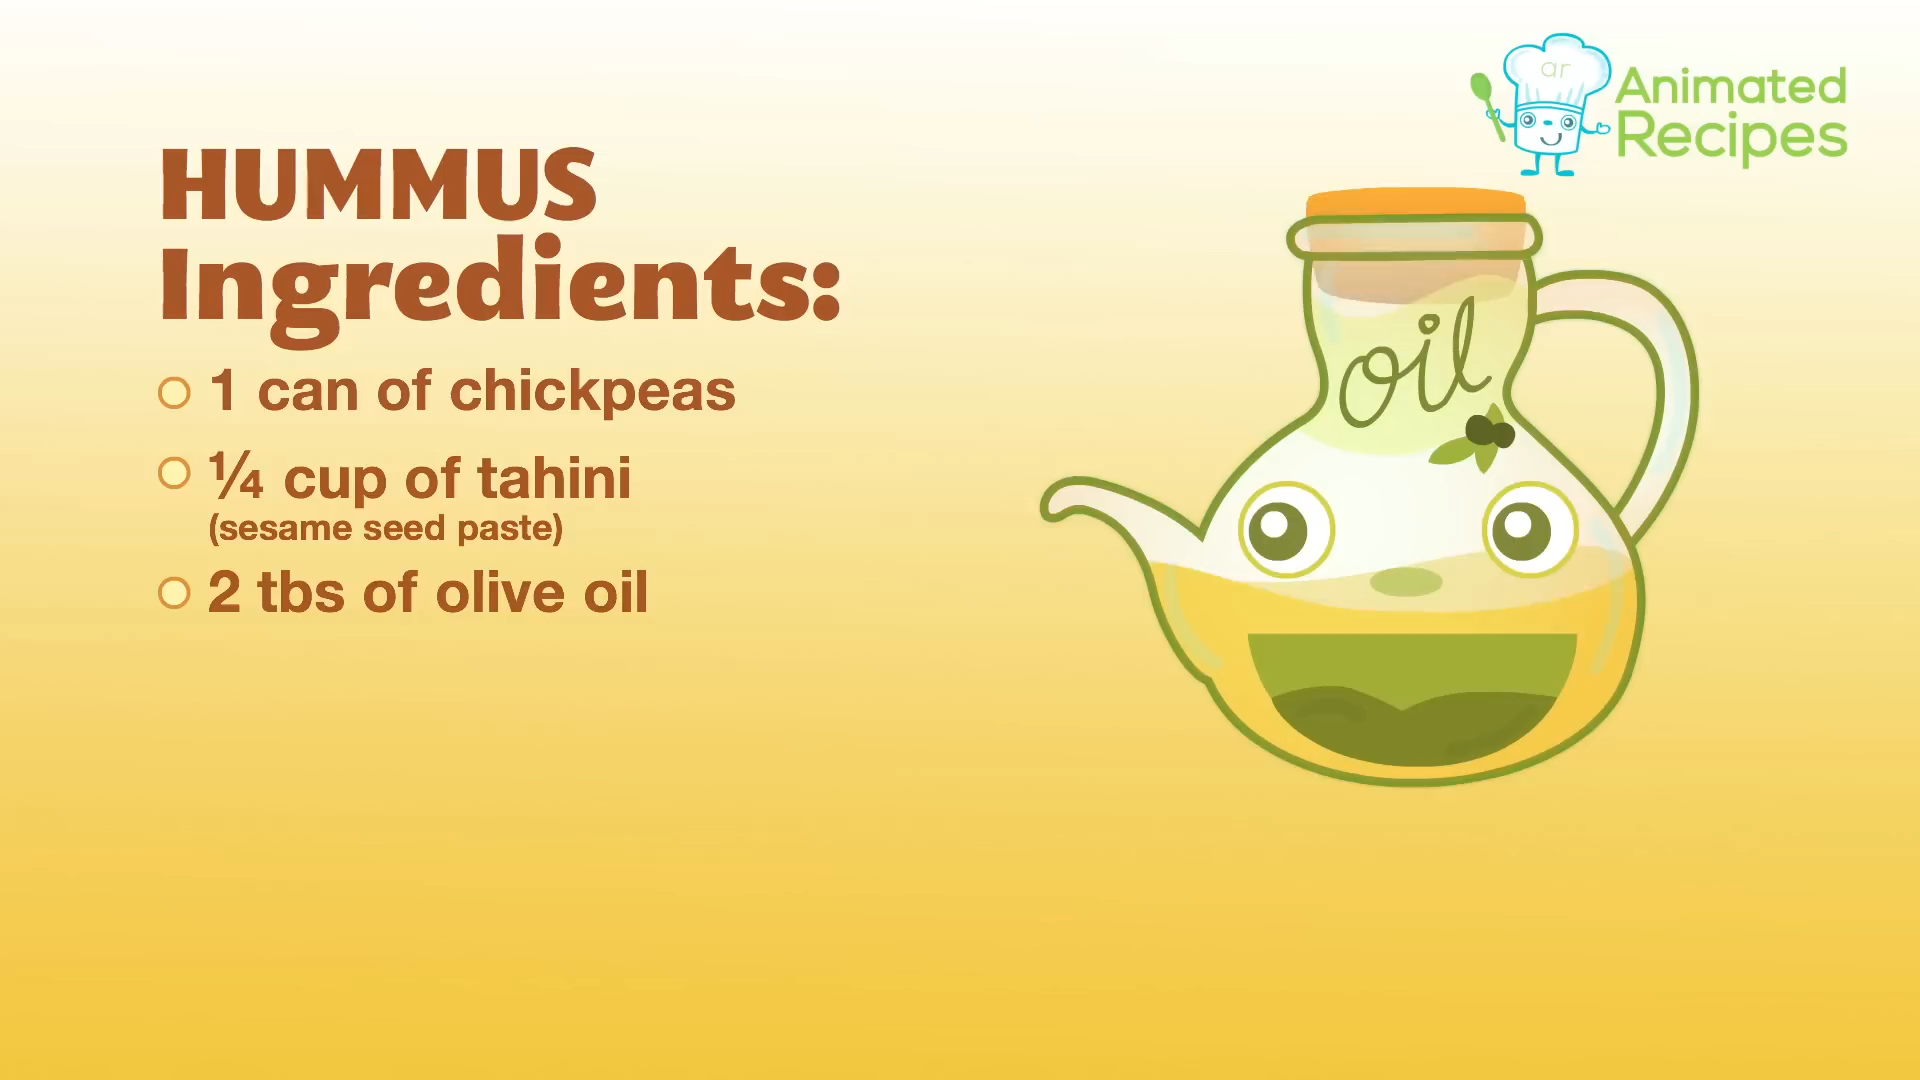 ar
Animated
Recipes
HUMMUS
Ingredients:
1 can of chickpeas
¼ cup of tahini
(sesame seed paste)
2 tbs of olive oil
oil